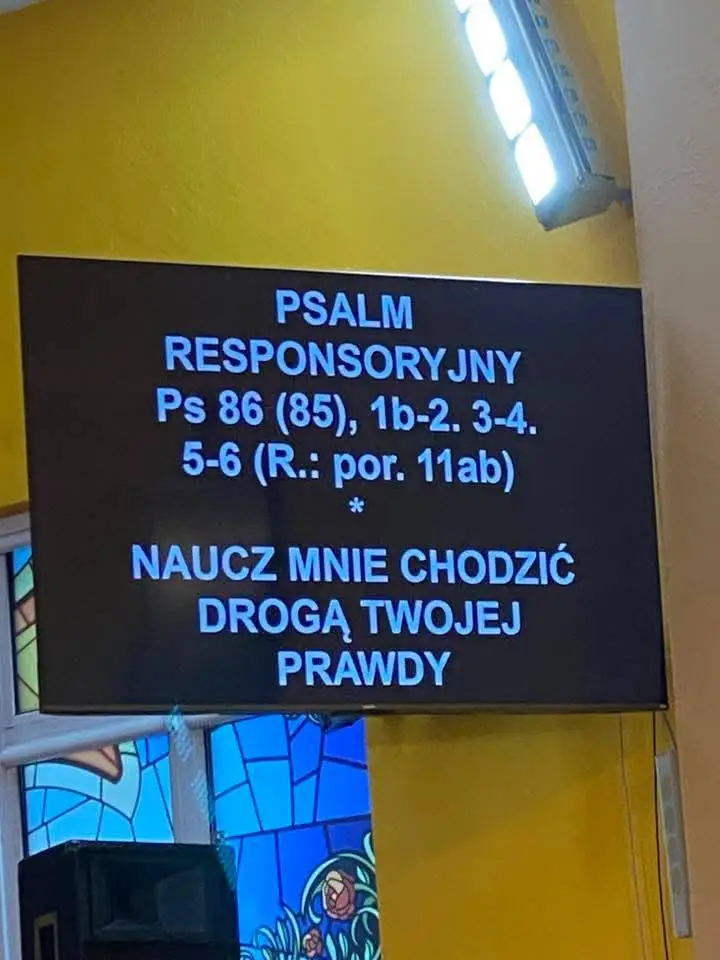 PSALM
RESPONSORYJNY
Ps 86 (85), 1b-2. 3-4.
5-6 (R.: por. 11ab)
*
NAUCZ MNIE CHODZIĆ
DROGĄ TWOJEJ
PRAWDY